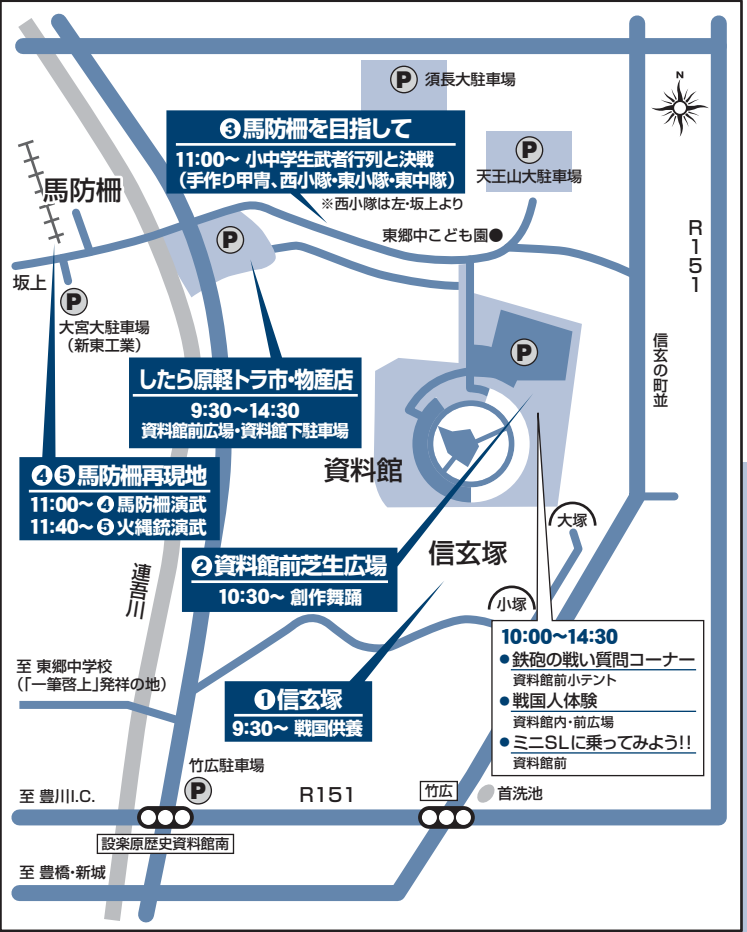 P 須長大駐車場
N
❸馬防柵を目指して
11:00〜 小中学生武者行列と決戦
(手作り甲冑、西小隊・東小隊・東中隊)
※西小隊は左・坂上より
P
天王山大駐車場
馬防柵
東郷中こども園●
P
R151
坂上
P
大宮大駐車場
(新東工業)
信玄の町並
P
したら原軽トラ市・物産店
9:30〜14:30
資料館前広場・資料館下駐車場
資料館
❹❺馬防柵再現地
11:00〜❹馬防柵演武
11:40〜❺火縄銃演武
大塚
信玄塚
❷資料館前芝生広場
10:30〜 創作舞踊
連吾川
小塚
10:00〜14:30
●鉄砲の戦い質問コーナー
資料館前小テント
●戦国人体験
資料館内・前広場
●ミニSLに乗ってみよう!!
資料館前
至 東郷中学校
(「一筆啓上」発祥の地)
❶信玄塚
9:30〜 戦国供養
竹広駐車場
P
至 豊川I.C.
R151
竹広
首洗池
設楽原歴史資料館南
至 豊橋・新城